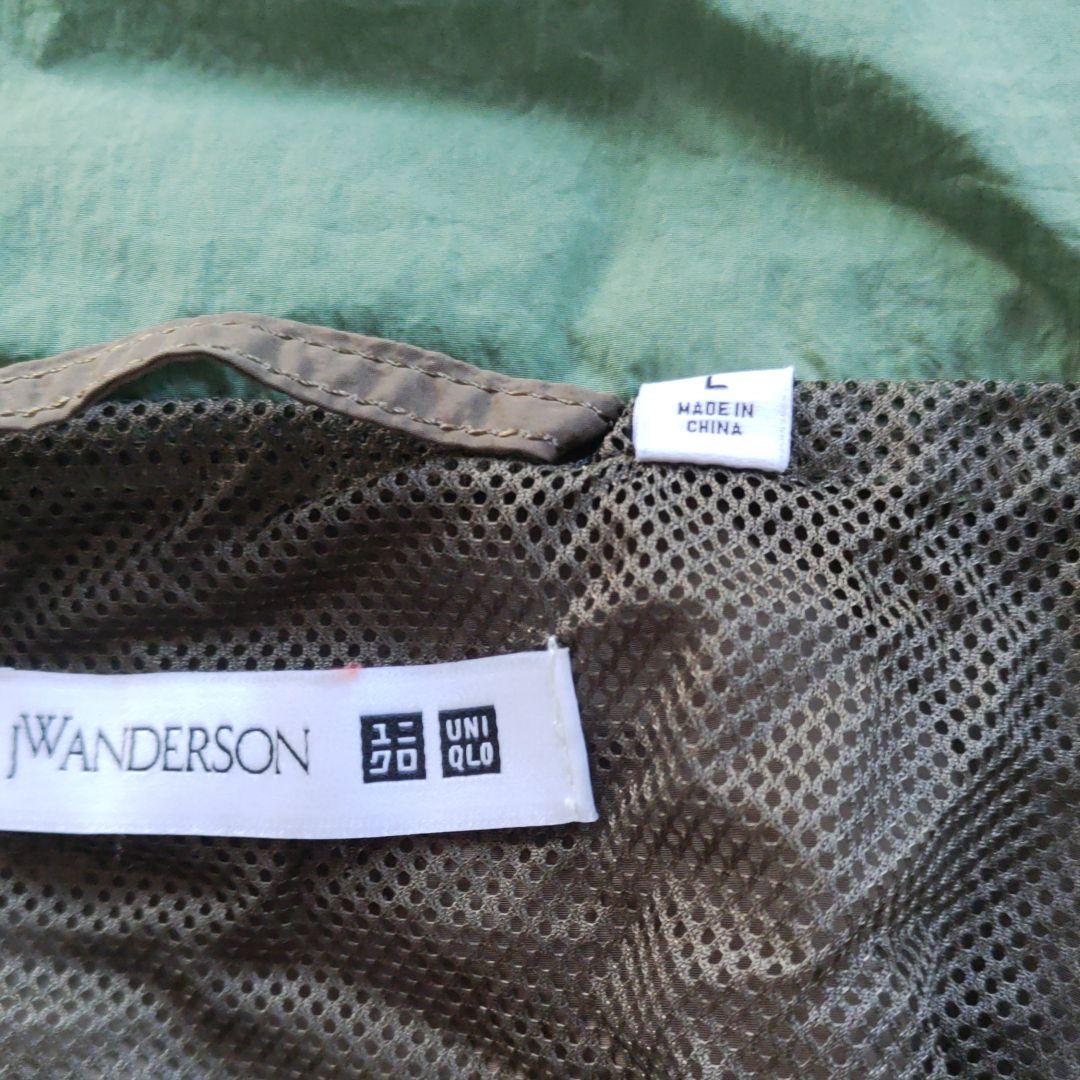 L
MADE IN
CHINA
JWANDERSON
ユニ
クロ
UNI
QLO